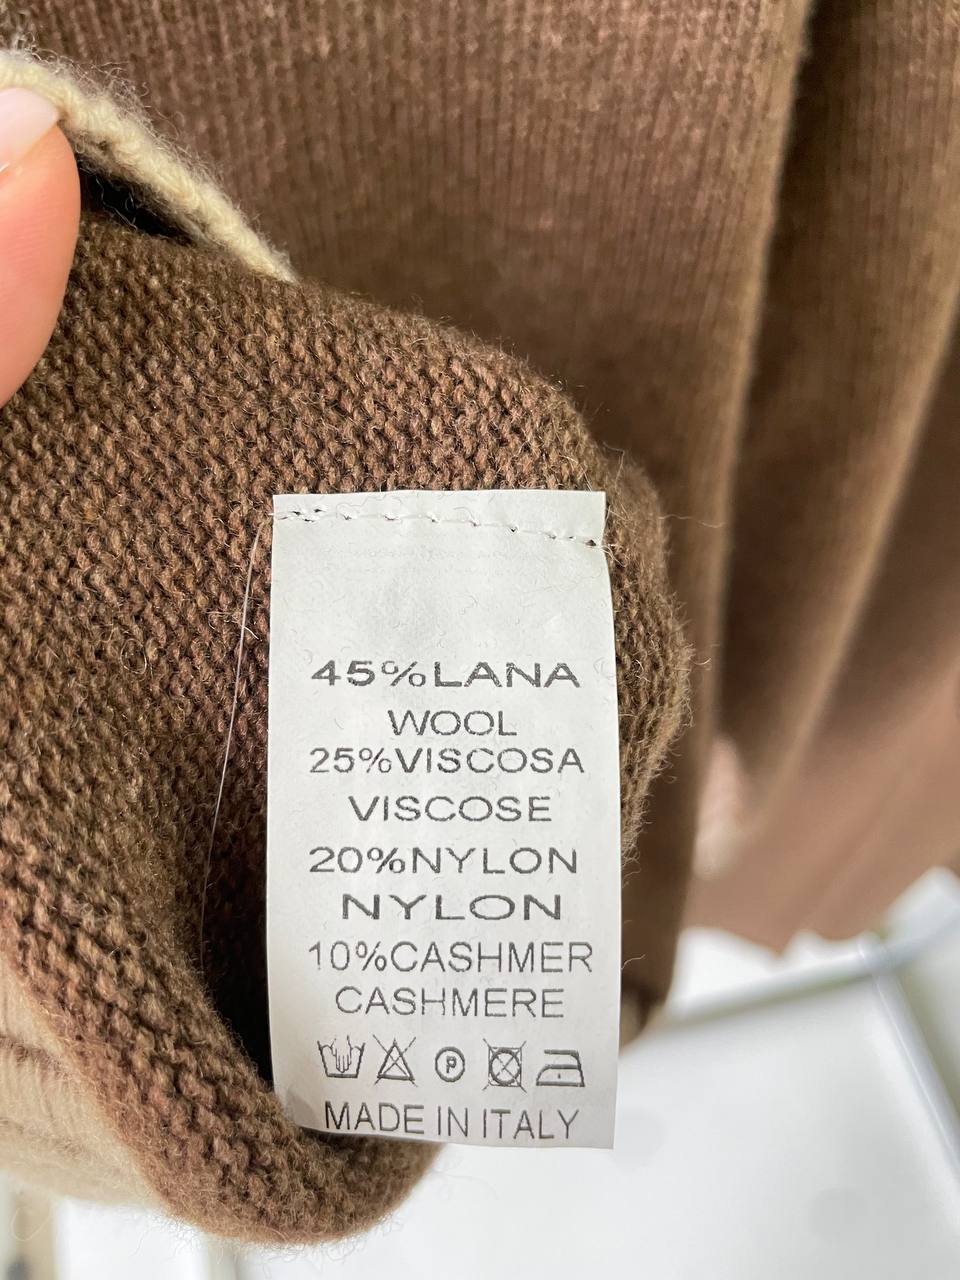 45%LANA
WOOL
25%VISCOSA
VISCOSE
20%NYLON
NYLON
10%CASHMER
CASHMERE
P
MADE IN ITALY